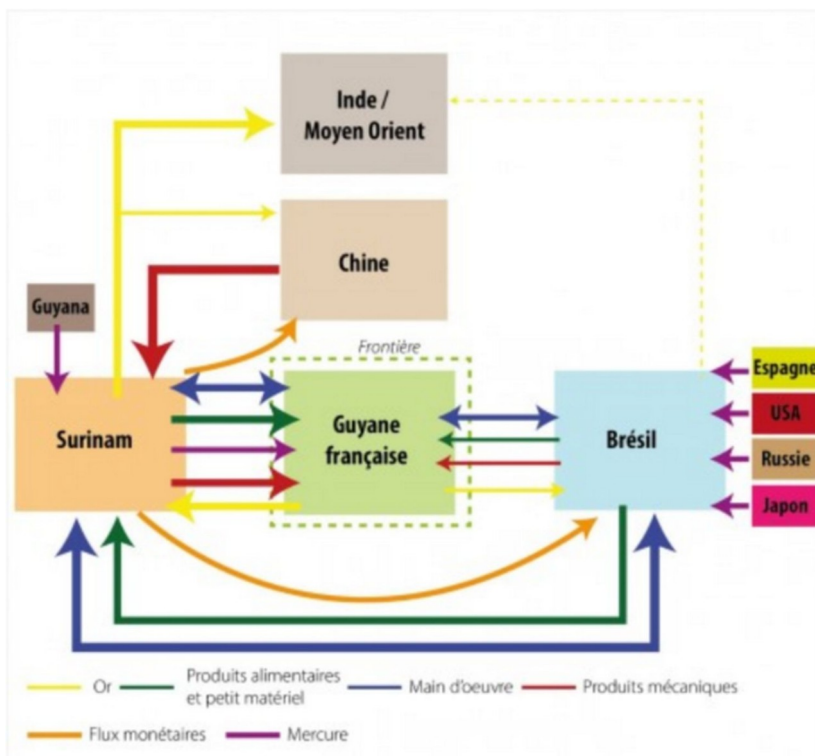 Inde /
Moyen Orient
Chine
Guyana
Frontière
Surinam
Guyane
française
Brésil
Espagne
USA
Russie
Japon
Or
Produits alimentaires
et petit matériel
Main d'oeuvre
Produits mécaniques
Flux monétaires
Mercure